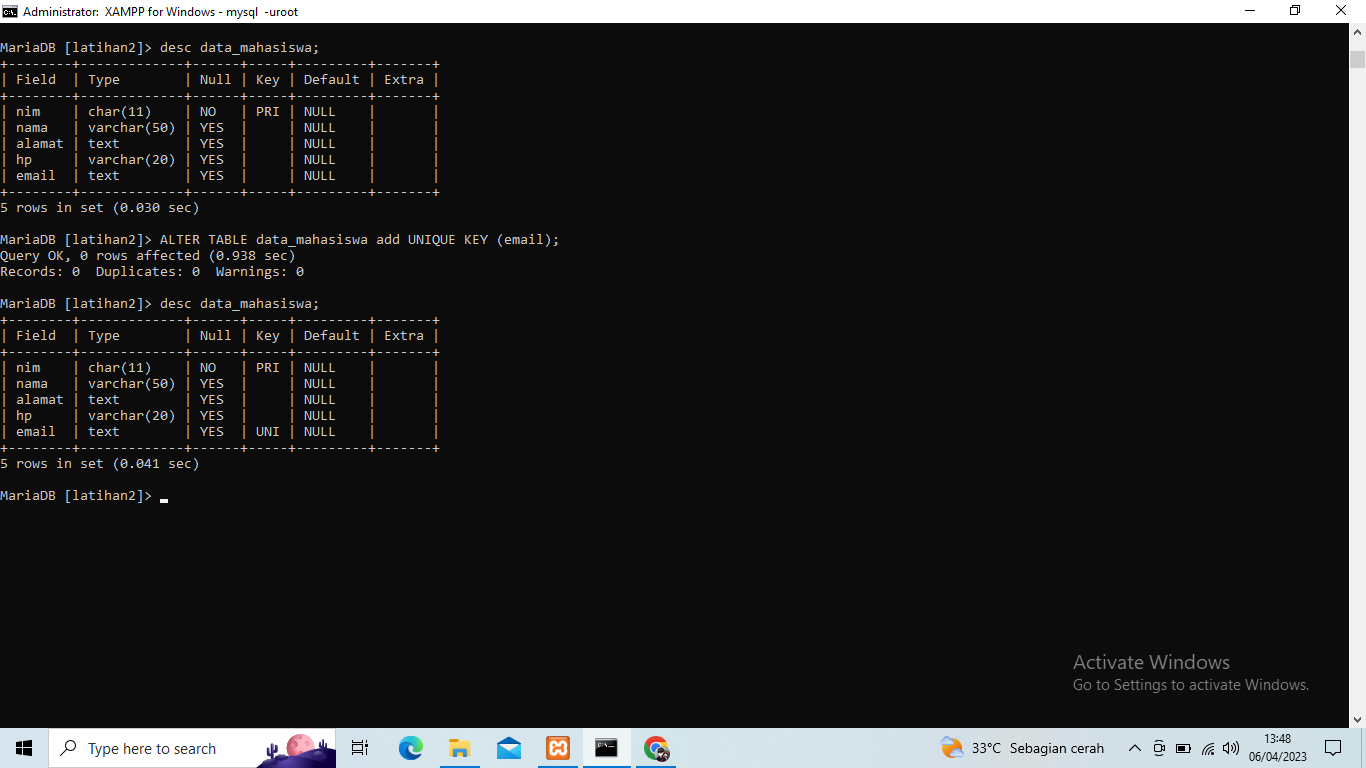 Administrator:  XAMPP for Windows - mysql  -uroot
MariaDB [latihan2]> desc data_mahasiswa;
+--------+-------------+------+-----+---------+-------+
| Field  | Type        | Null | Key | Default | Extra |
+--------+-------------+------+-----+---------+-------+
| nim    | char(11)    | NO   | PRI | NULL    |       |
| nama   | varchar(50) | YES  |     | NULL    |       |
| alamat | text        | YES  |     | NULL    |       |
| hp     | varchar(20) | YES  |     | NULL    |       |
| email  | text        | YES  |     | NULL    |       |
+--------+-------------+------+-----+---------+-------+
5 rows in set (0.030 sec)
MariaDB [latihan2]> ALTER TABLE data_mahasiswa add UNIQUE KEY (email);
Query OK, 0 rows affected (0.938 sec)
Records: 0  Duplicates: 0  Warnings: 0
MariaDB [latihan2]> desc data_mahasiswa;
+--------+-------------+------+-----+---------+-------+
| Field  | Type        | Null | Key | Default | Extra |
+--------+-------------+------+-----+---------+-------+
| nim    | char(11)    | NO   | PRI | NULL    |       |
| nama   | varchar(50) | YES  |     | NULL    |       |
| alamat | text        | YES  |     | NULL    |       |
| hp     | varchar(20) | YES  |     | NULL    |       |
| email  | text        | YES  | UNI | NULL    |       |
+--------+-------------+------+-----+---------+-------+
5 rows in set (0.041 sec)
MariaDB [latihan2]>
Activate Windows
Go to Settings to activate Windows.
Type here to search
33°C  Sebagian cerah
13:48
06/04/2023